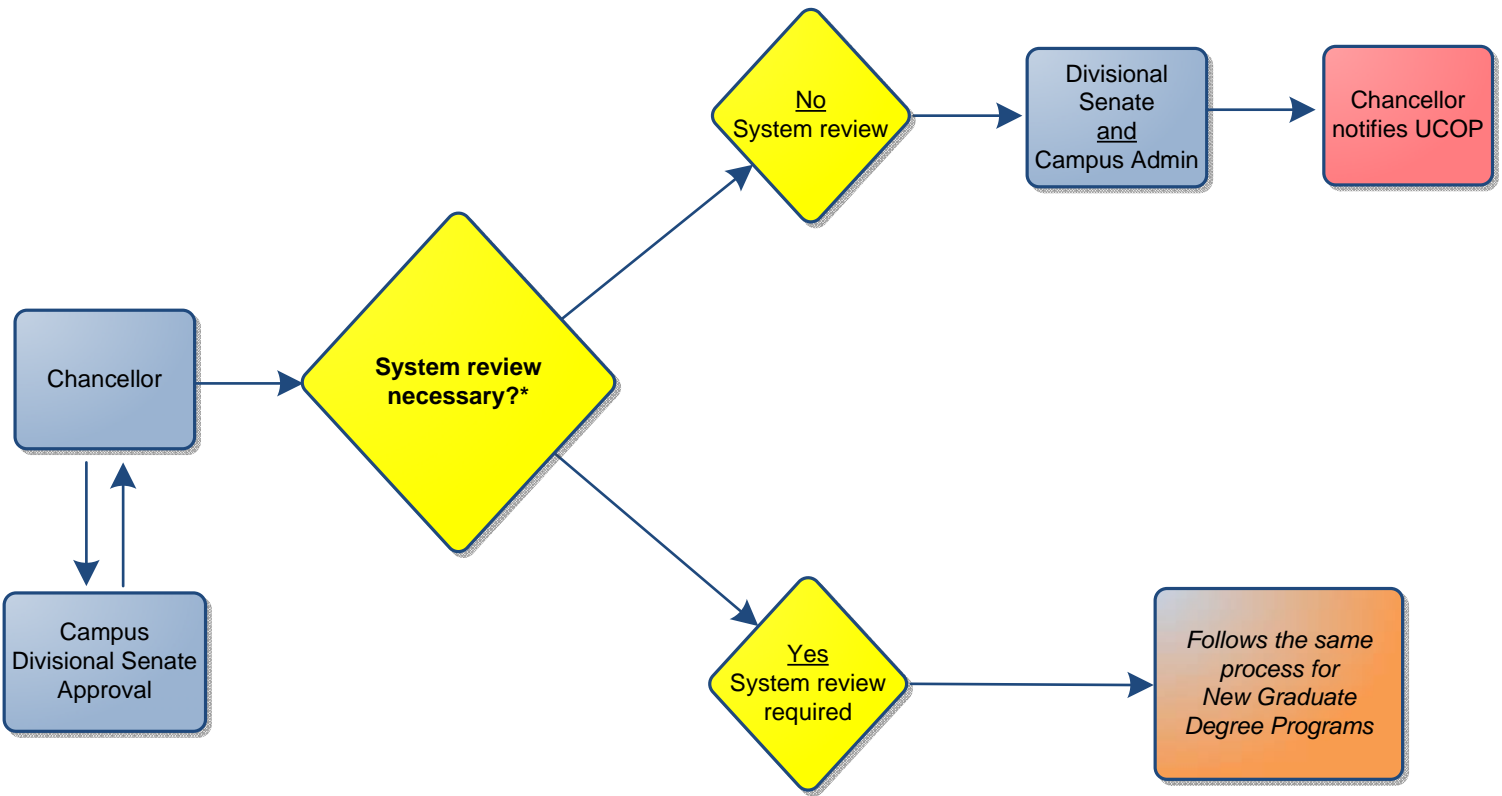 No
System review
Divisional
Senate
and
Campus Admin
Chancellor
notifies UCOP
Chancellor
System review
necessary?*
Campus
Divisional Senate
Approval
Yes
System review
required
Follows the same
process for
New Graduate
Degree Programs